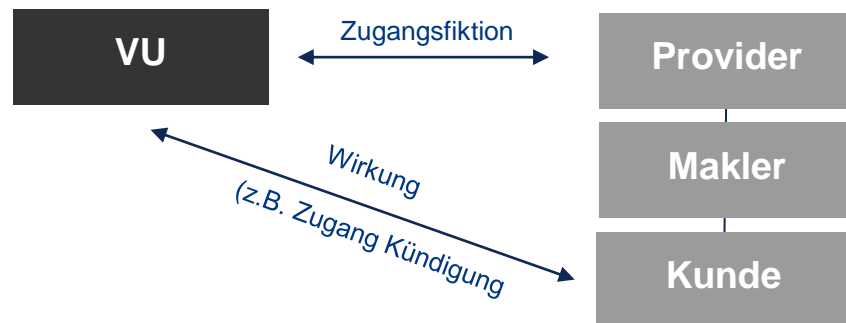 VU
Zugangsfiktion
Provider
Wirkung
(z.B. Zugang Kündigung
Makler
Kunde